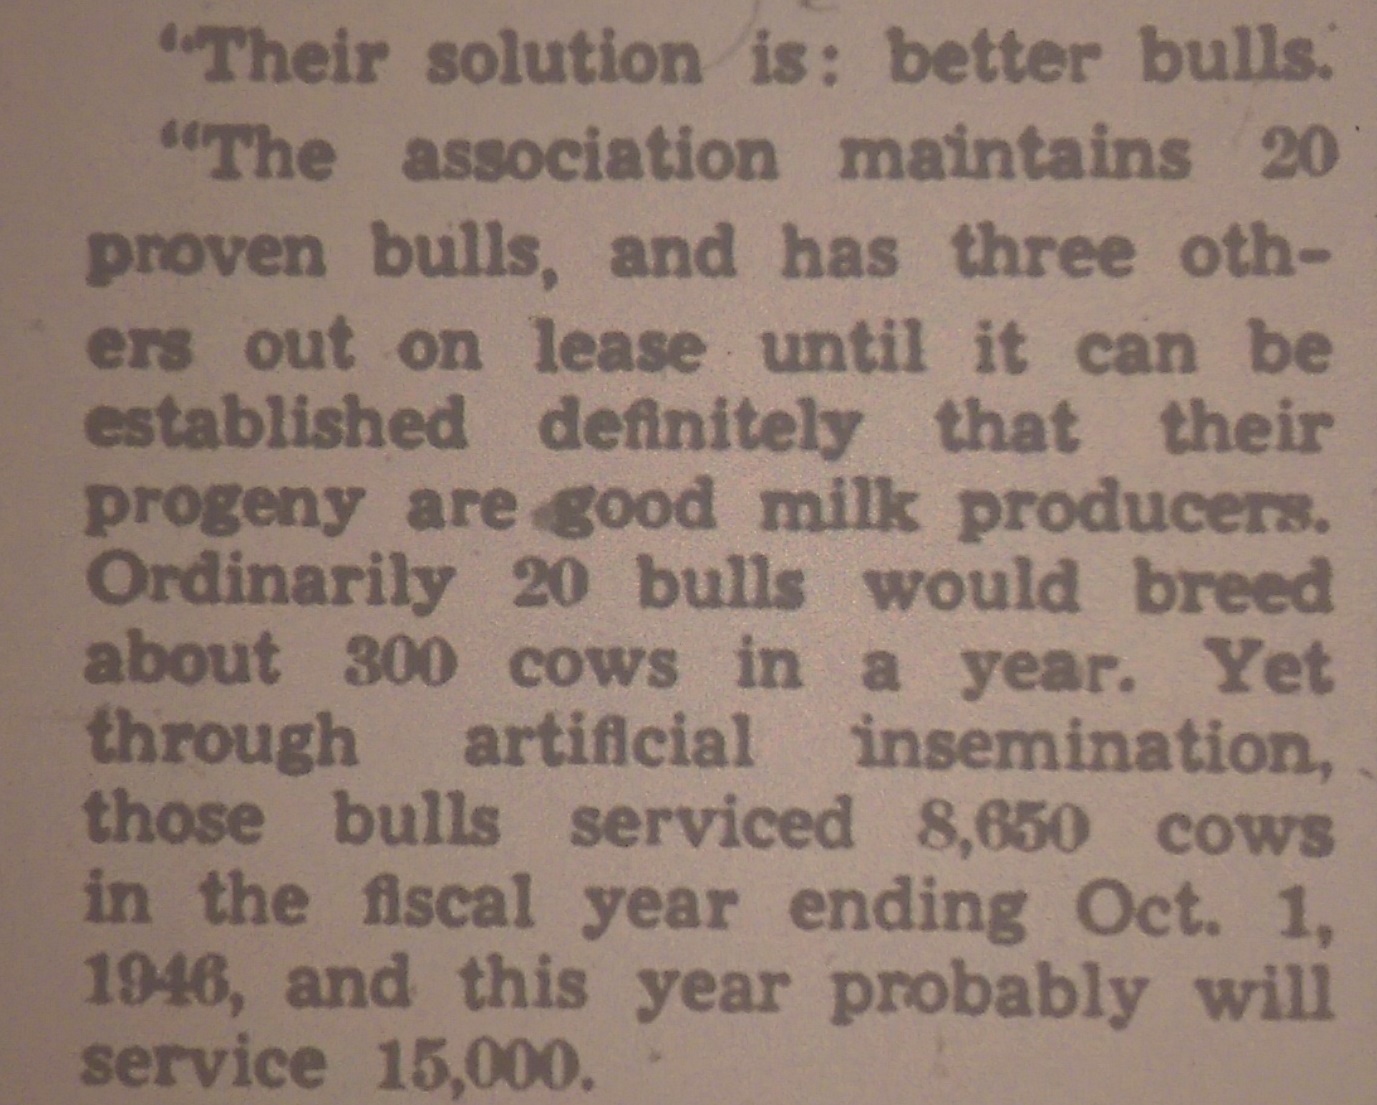 “Their solution is: better bulls.
“The association maintains 20
proven bulls, and has three oth-
ers out on lease until it can be
established definitely that their
progeny are good milk producers.
Ordinarily 20 bulls would breed
about 300 cows in a year. Yet
through artificial insemination,
those bulls serviced 8,650 cows
in the fiscal year ending Oct. 1,
1946, and this year probably will
service 15,000.